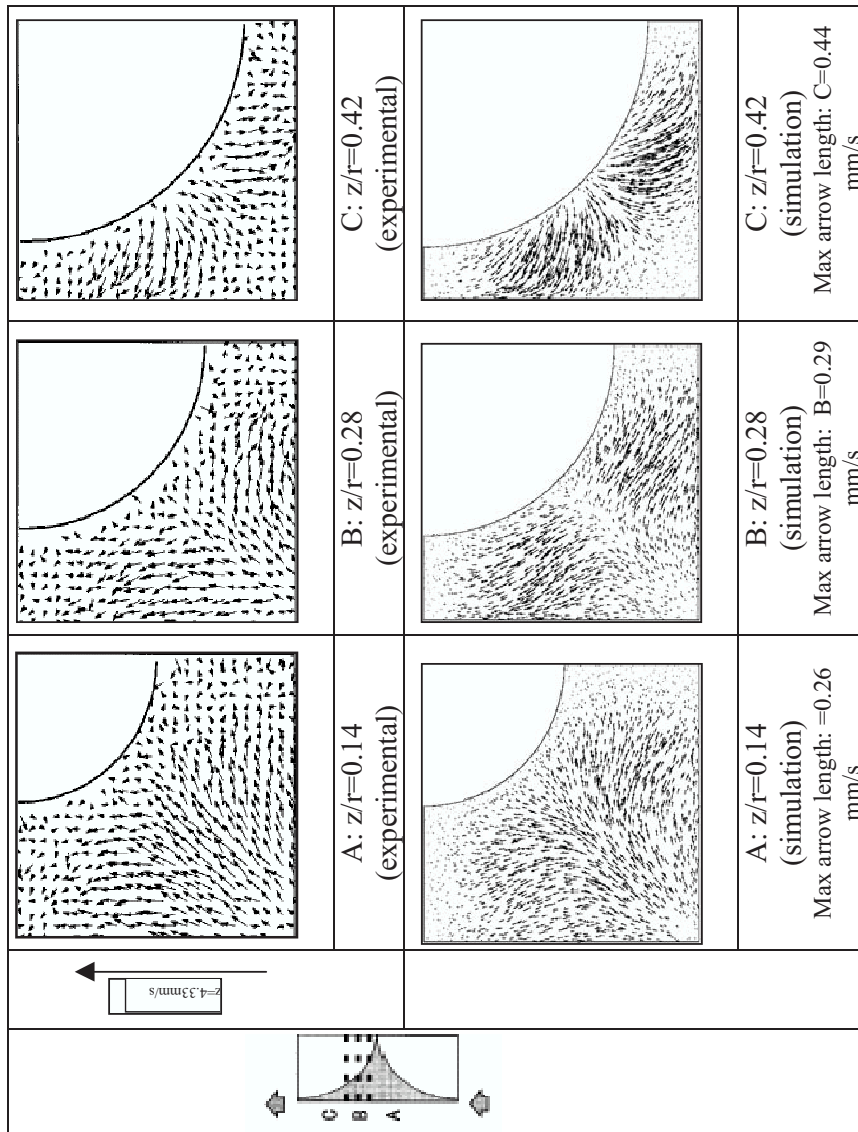 C: z/r=0.42
(experimental)
C: z/r=0.42
(simulation)
Max arrow length: C=0.44
mm/s
B: z/r=0.28
(experimental)
B: z/r=0.28
(simulation)
Max arrow length: B=0.29
mm/s
A: z/r=0.14
(experimental)
A: z/r=0.14
(simulation)
Max arrow length: =0.26
mm/s
z=4.33mm/s
C
B
A